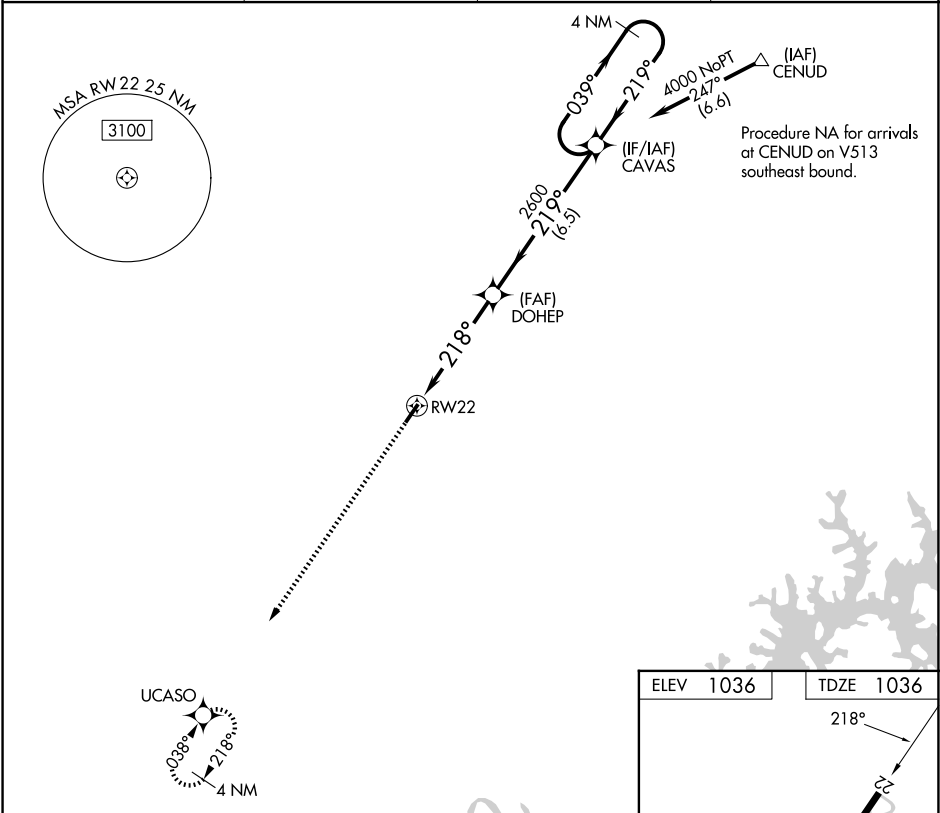 MSA RW 22 25 NM
3100
4 NM
039°
219°
4000 NoPT
247°
(6.6)
(IAF)
CENUD
(IF/IAF)
CAVAS
Procedure NA for arrivals
at CENUD on V513
southeast bound.
2600
219°
(6.5)
(FAF)
DOHEP
218°
RW22
UCASO
038°
218°
4 NM
ELEV 1036
TDZE 1036
218°
22